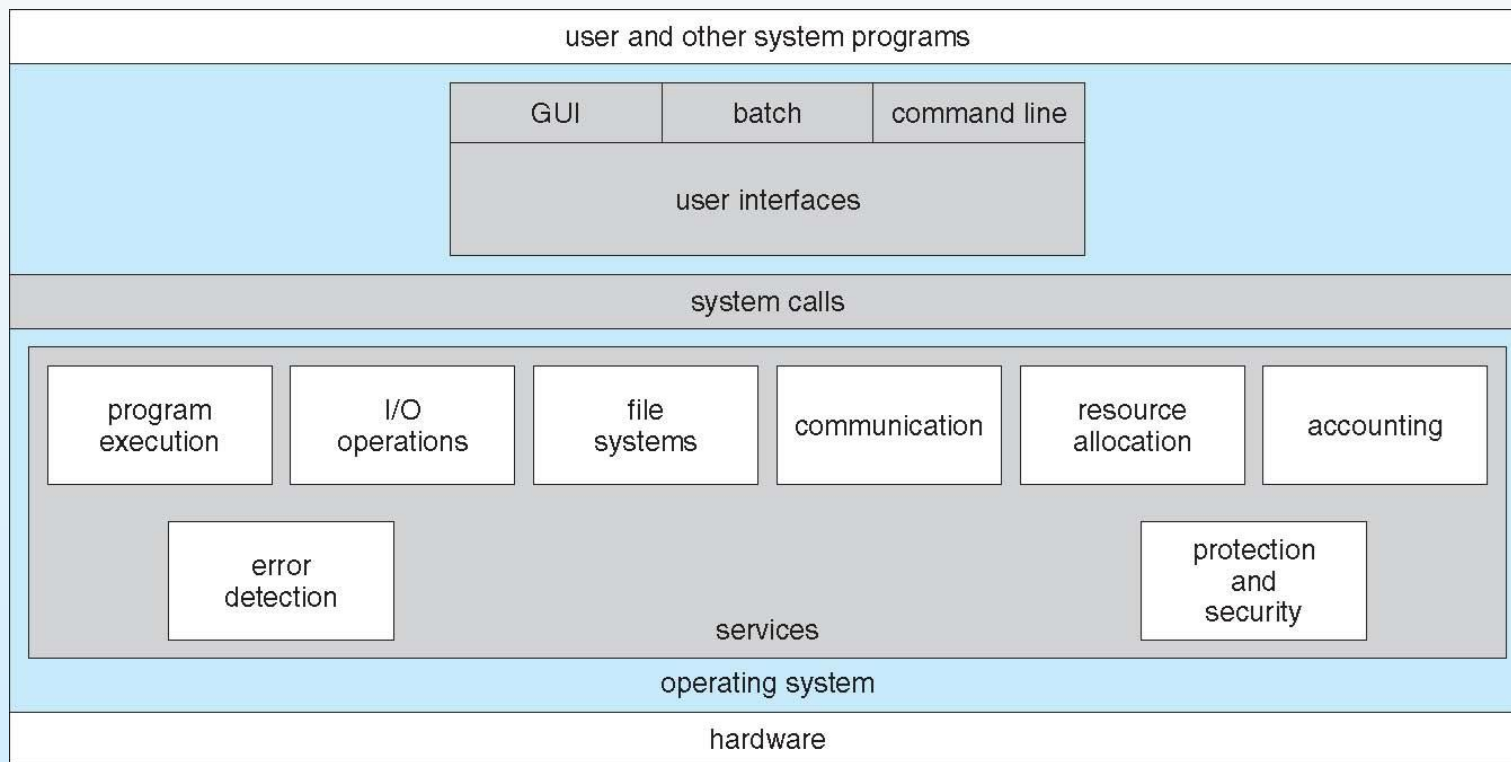 user and other system programs
GUI
batch
command line
user interfaces
system calls
program
execution
I/O
operations
file
systems
communication
resource
allocation
accounting
error
detection
protection
and
security
services
operating system
hardware